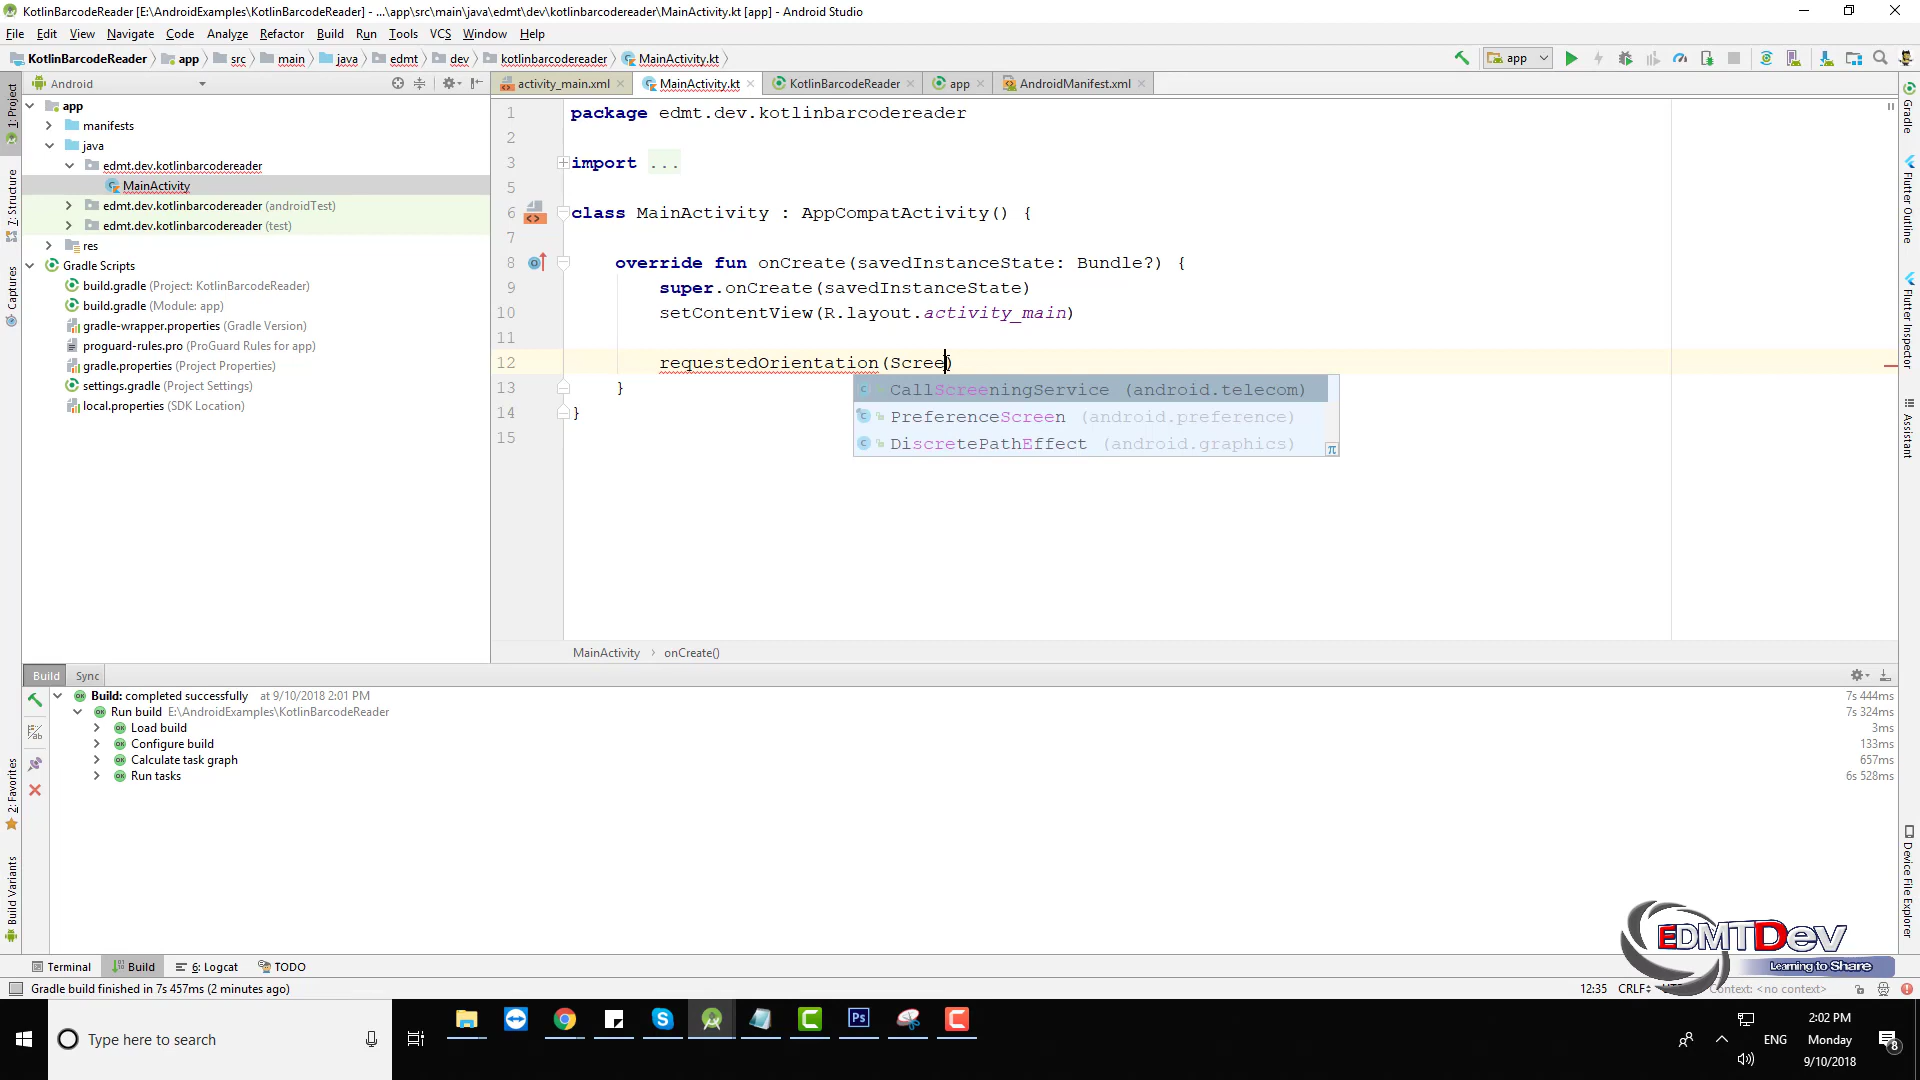 KotlinBarcodeReader [E:\AndroidExamples\KotlinBarcodeReader] - ...\app\src\main\java\edmt\dev\kotlinbarcodereader\MainActivity.kt [app] - Android Studio
File Edit View Navigate Code Analyze Refactor Build Run Tools VCS Window Help
KotlinBarcodeReader app src main java edmt dev kotlinbarcodereader MainActivity.kt app
Android activity_main.xml MainActivity.kt KotlinBarcodeReader app AndroidManifest.xml
1: Project
7: Structure
Captures
2: Favorites
Build Variants
app
manifests
java
edmt.dev.kotlinbarcodereader
MainActivity
edmt.dev.kotlinbarcodereader (androidTest)
edmt.dev.kotlinbarcodereader (test)
res
Gradle Scripts
build.gradle (Project: KotlinBarcodeReader)
build.gradle (Module: app)
gradle-wrapper.properties (Gradle Version)
proguard-rules.pro (ProGuard Rules for app)
gradle.properties (Project Properties)
settings.gradle (Project Settings)
local.properties (SDK Location)
1 package edmt.dev.kotlinbarcodereader
2
3 import ...
5
6 class MainActivity : AppCompatActivity() {
7
8 override fun onCreate(savedInstanceState: Bundle?) {
9 super.onCreate(savedInstanceState)
10 setContentView(R.layout.activity_main)
11
12 requestedOrientation(Scree)
13 }
14 }
15
CallScreeningService (android.telecom)
PreferenceScreen (android.preference)
DiscretePathEffect (android.graphics)
π
MainActivity › onCreate()
Gradle
Flutter Outline
Flutter Inspector
Assistant
Device File Explorer
Build Sync
Build: completed successfully at 9/10/2018 2:01 PM 7s 444ms
Run build E:\AndroidExamples\KotlinBarcodeReader 7s 324ms
Load build 3ms
Configure build 133ms
Calculate task graph 657ms
Run tasks 6s 528ms
EDMTDev
Learning to Share
Terminal Build 6: Logcat TODO
Gradle build finished in 7s 457ms (2 minutes ago) 12:35 CRLF Context: <no context>
Type here to search
Ps
ENG
2:02 PM
Monday
9/10/2018
8